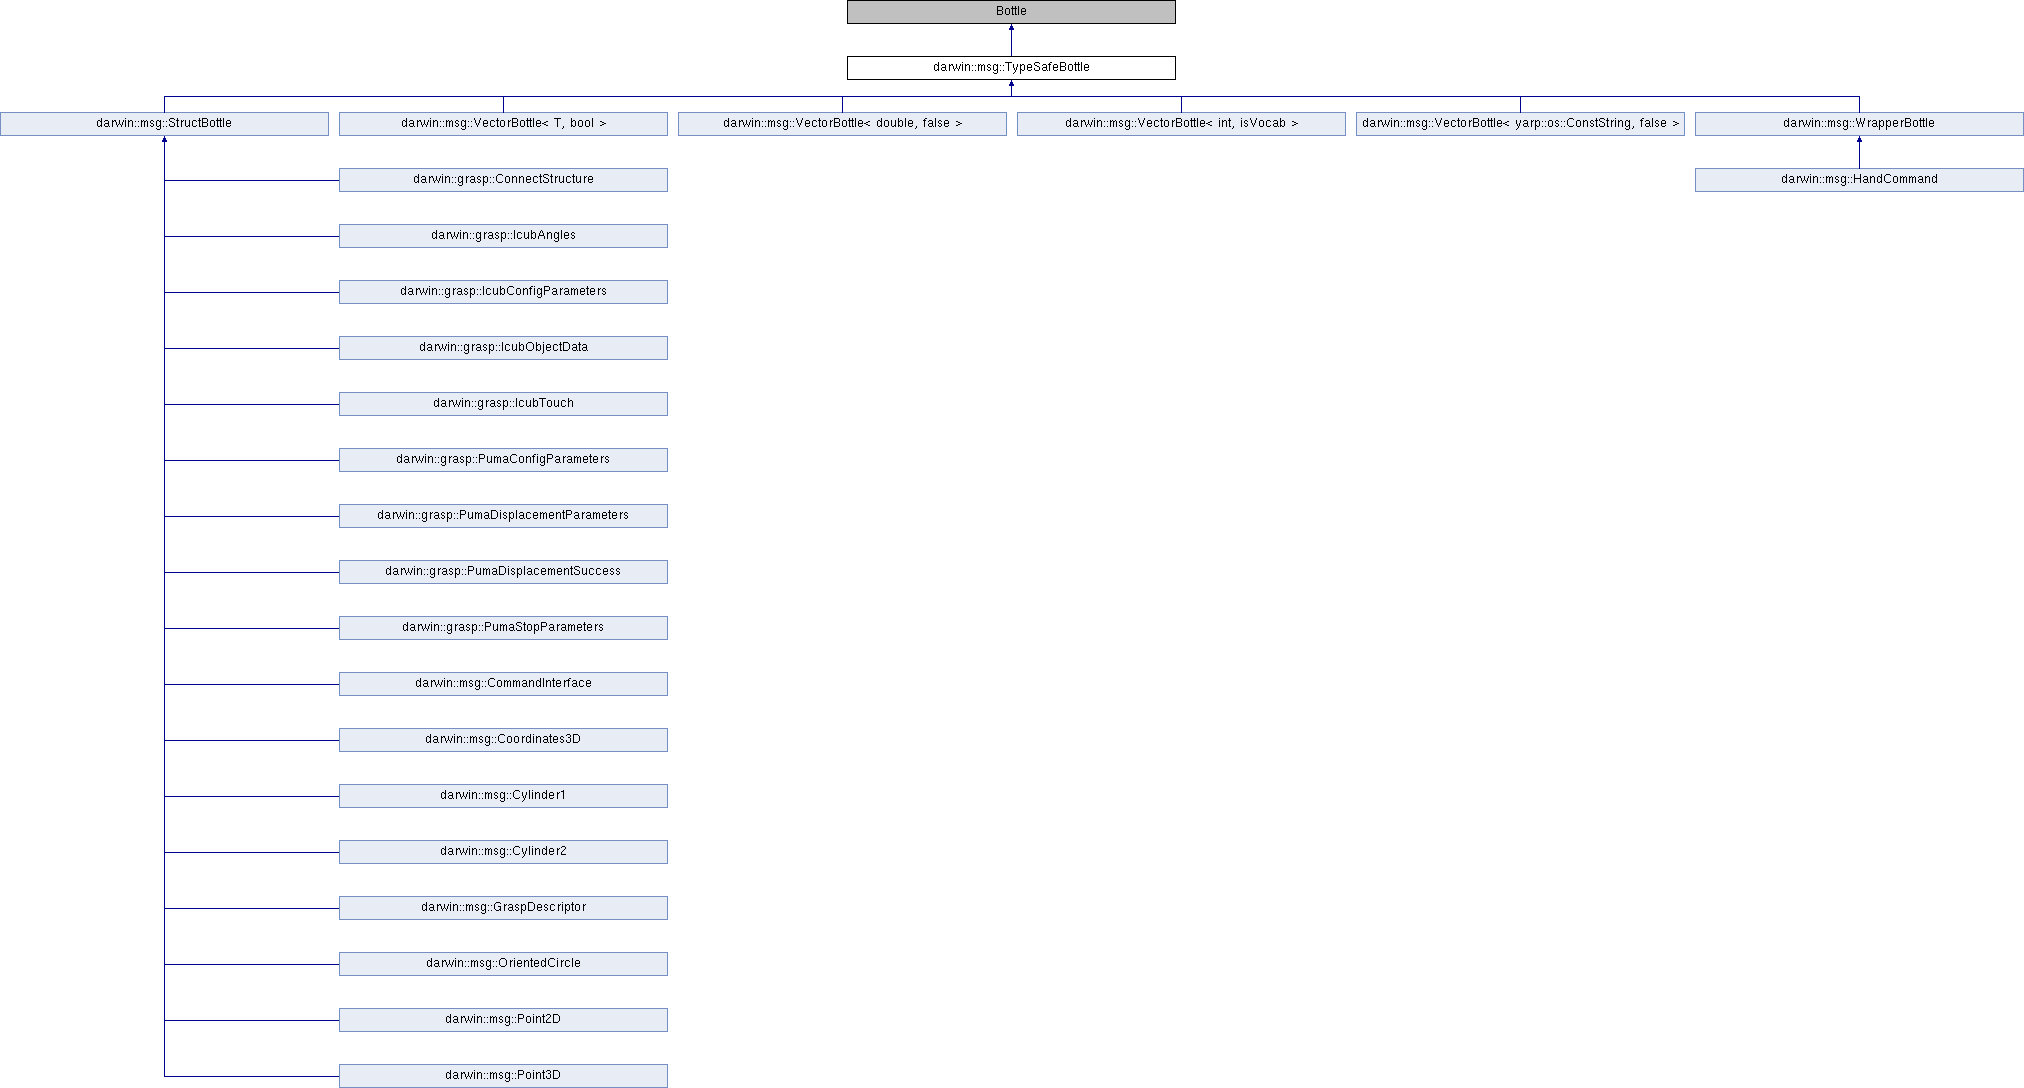 Bottle
darwin::msg::TypeSafeBottle
darwin::msg::StructBottle
darwin::msg::VectorBottle< T, bool >
darwin::msg::VectorBottle< double, false >
darwin::msg::VectorBottle< int, isVocab >
darwin::msg::VectorBottle< yarp::os::ConstString, false >
darwin::msg::WrapperBottle
darwin::grasp::ConnectStructure
darwin::msg::HandCommand
darwin::grasp::IcubAngles
darwin::grasp::IcubConfigParameters
darwin::grasp::IcubObjectData
darwin::grasp::IcubTouch
darwin::grasp::PumaConfigParameters
darwin::grasp::PumaDisplacementParameters
darwin::grasp::PumaDisplacementSuccess
darwin::grasp::PumaStopParameters
darwin::msg::CommandInterface
darwin::msg::Coordinates3D
darwin::msg::Cylinder1
darwin::msg::Cylinder2
darwin::msg::GraspDescriptor
darwin::msg::OrientedCircle
darwin::msg::Point2D
darwin::msg::Point3D